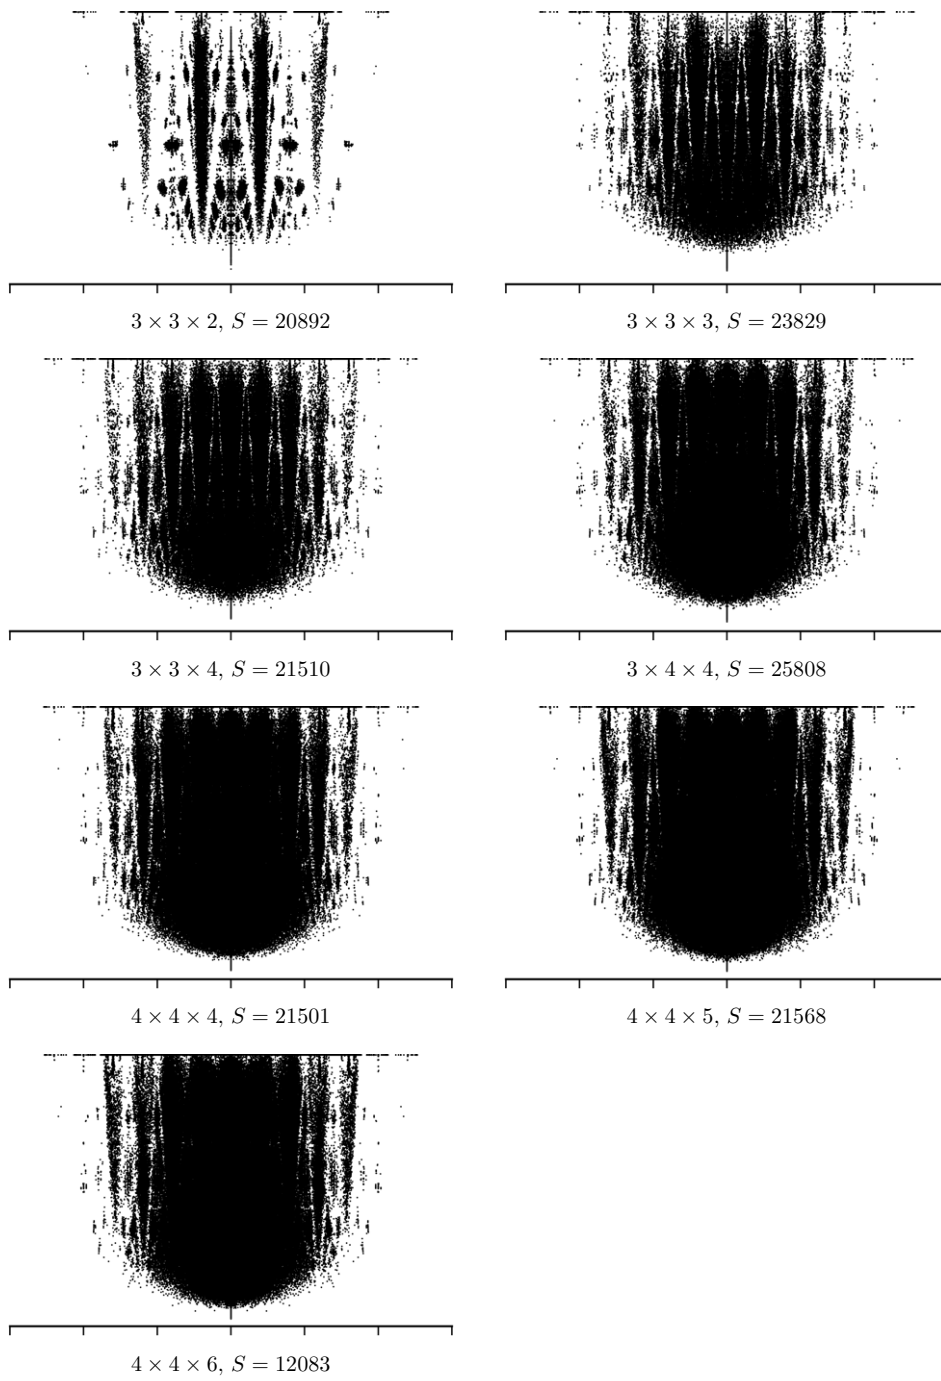 3 × 3 × 2, S = 20892
3 × 3 × 3, S = 23829
3 × 3 × 4, S = 21510
3 × 4 × 4, S = 25808
4 × 4 × 4, S = 21501
4 × 4 × 5, S = 21568
4 × 4 × 6, S = 12083